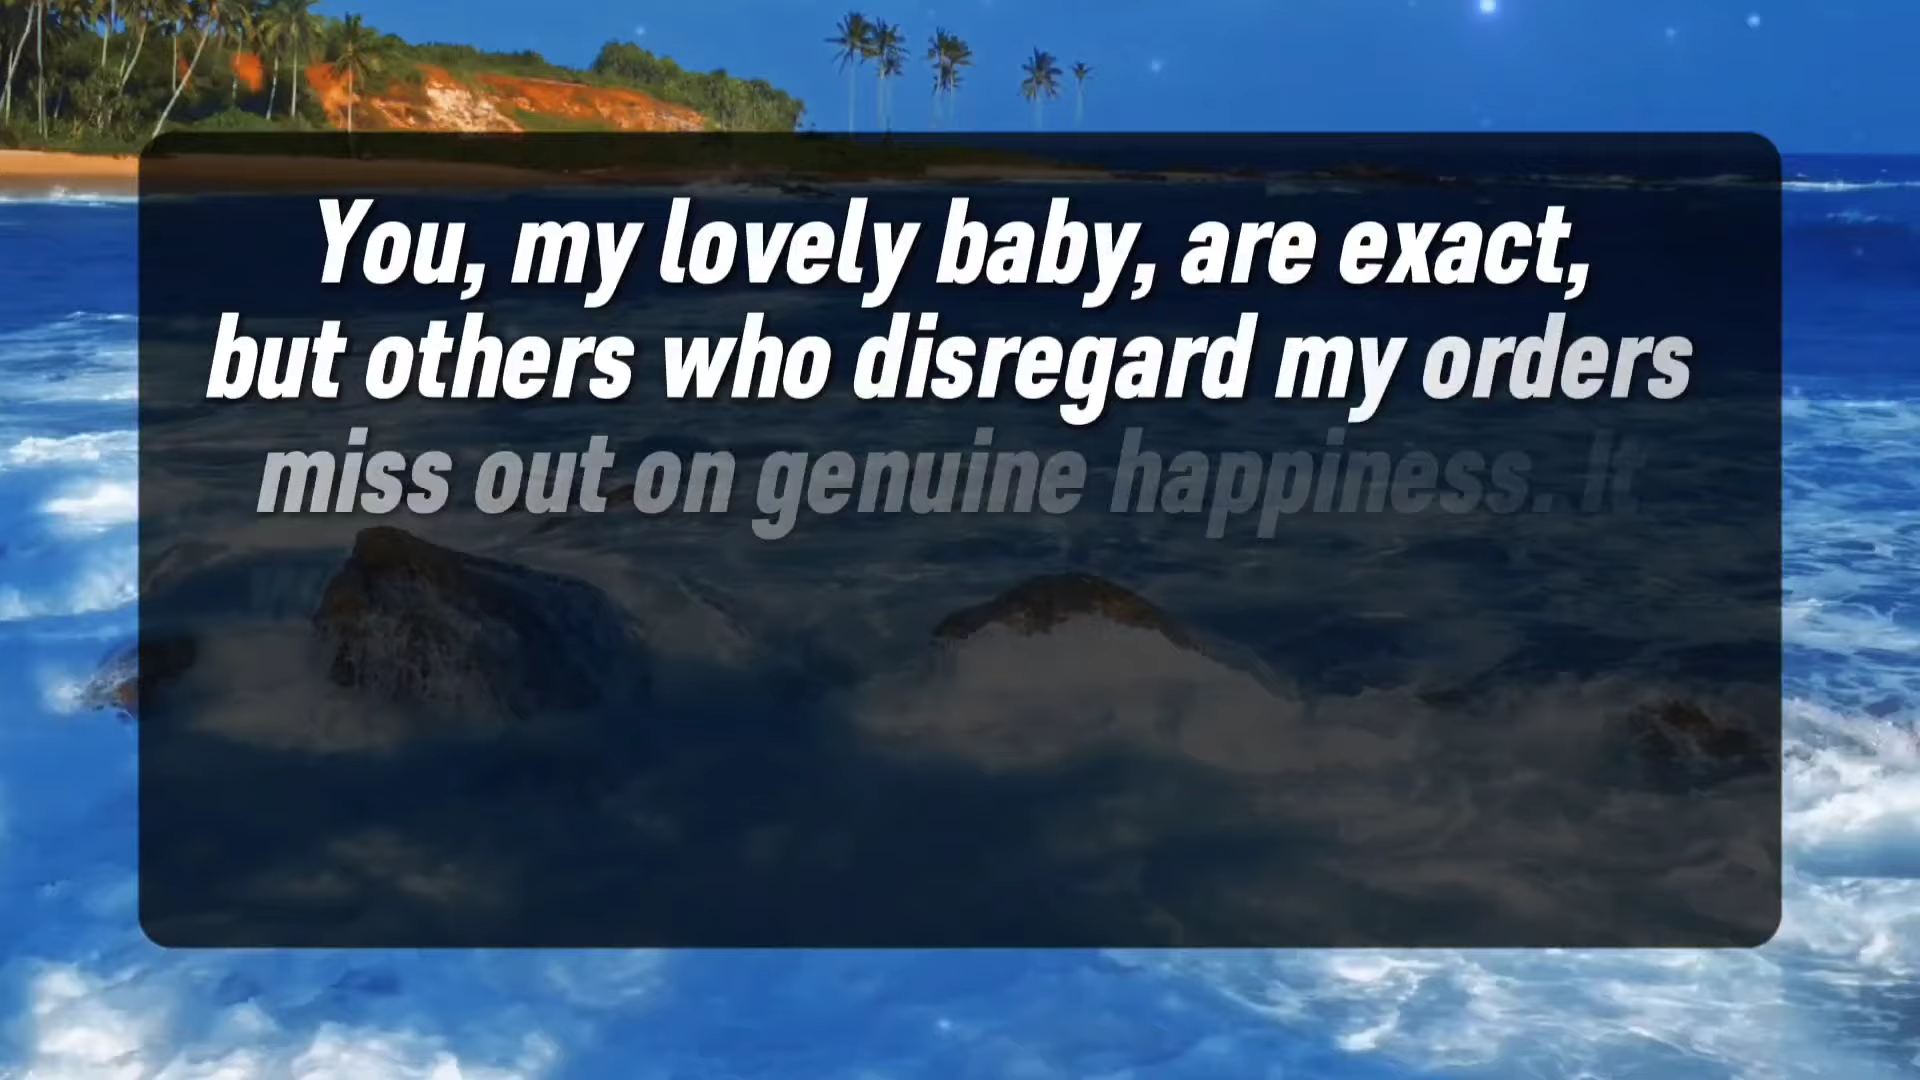 You, my lovely baby, are exact,
but others who disregard my orders
miss out on genuine happiness. It